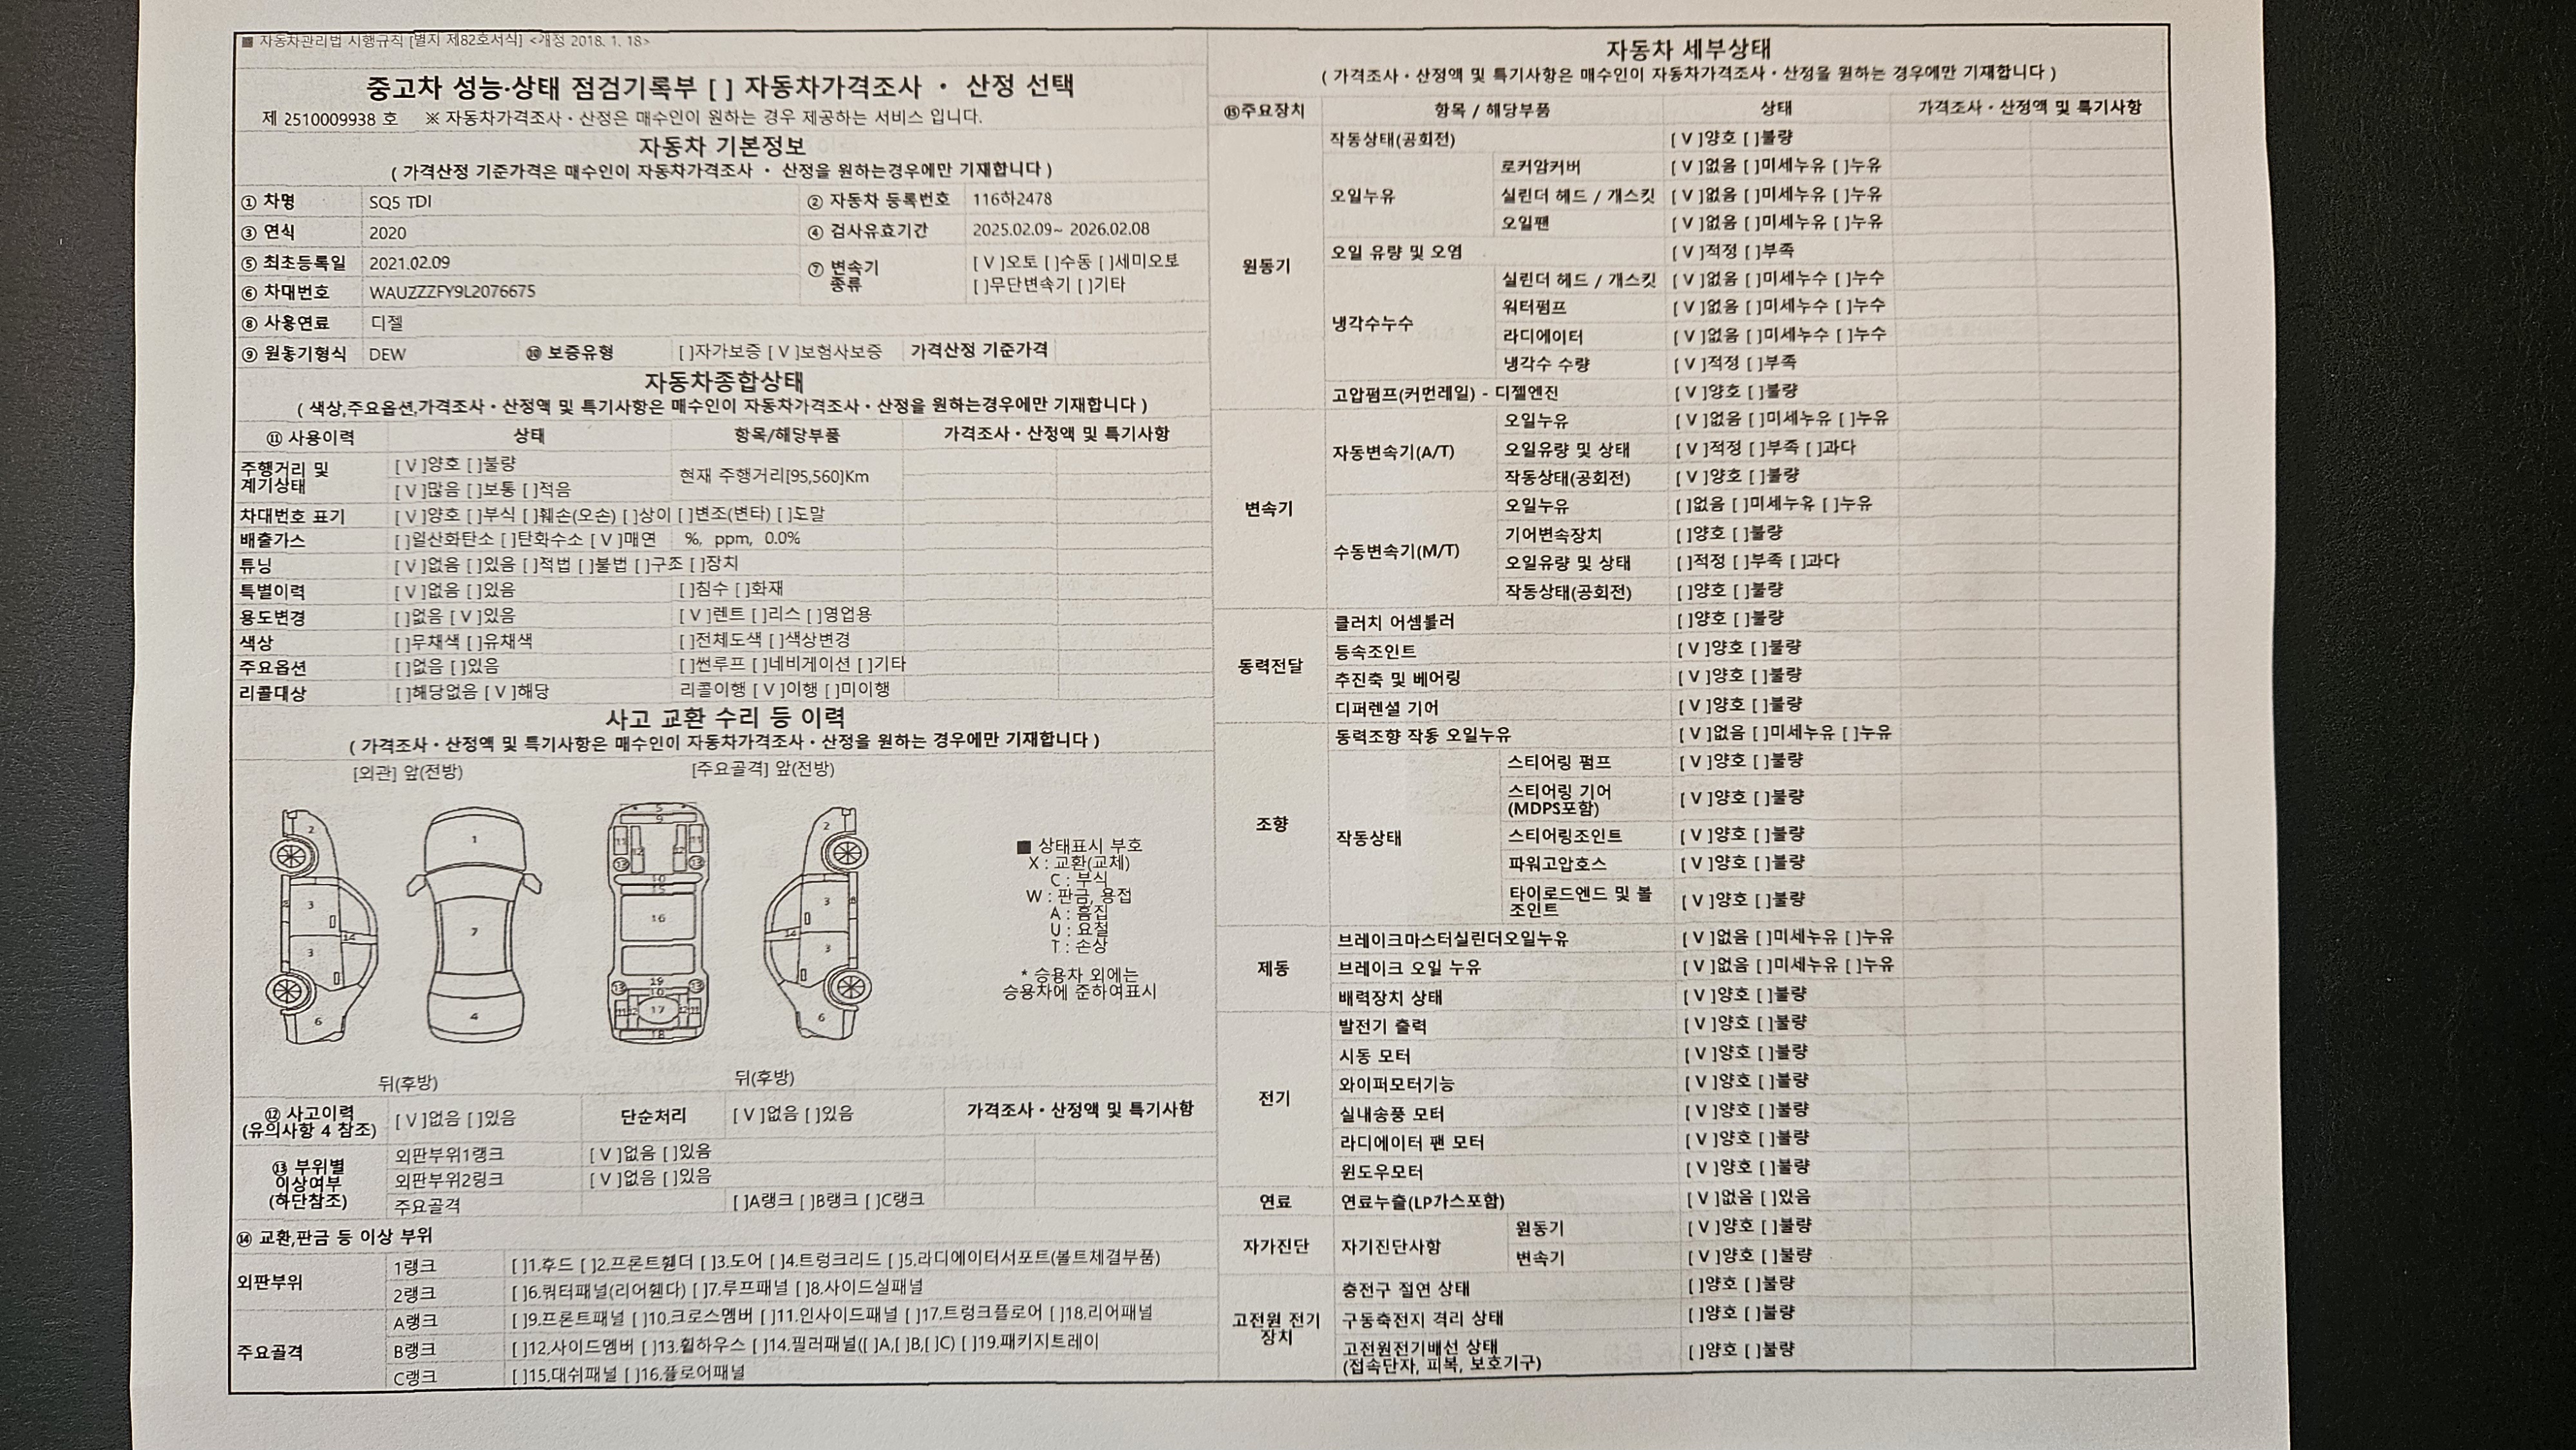 ■ 자동차관리법 시행규칙 [별지 제82호서식] <개정 2018. 1. 18>
중고차 성능·상태 점검기록부 [ ] 자동차가격조사 · 산정 선택
제 2510009938 호 ※ 자동차가격조사·산정은 매수인이 원하는 경우 제공하는 서비스 입니다.
자동차 기본정보
( 가격산정 기준가격은 매수인이 자동차가격조사 · 산정을 원하는경우에만 기재합니다 )
① 차명 SQ5 TDI ② 자동차 등록번호 116하2478
③ 연식 2020 ④ 검사유효기간 2025.02.09~ 2026.02.08
⑤ 최초등록일 2021.02.09 ⑦ 변속기 종류 [ V ]오토 [ ]수동 [ ]세미오토
⑥ 차대번호 WAUZZZFY9L2076675 [ ]무단변속기 [ ]기타
⑧ 사용연료 디젤
⑨ 원동기형식 DEW ⑩ 보증유형 [ ]자가보증 [ V ]보험사보증 가격산정 기준가격
자동차종합상태
( 색상,주요옵션,가격조사·산정액 및 특기사항은 매수인이 자동차가격조사·산정을 원하는경우에만 기재합니다 )
⑪ 사용이력 상태 항목/해당부품 가격조사·산정액 및 특기사항
주행거리 및 계기상태 [ V ]양호 [ ]불량 현재 주행거리[95,560]Km
[ V ]많음 [ ]보통 [ ]적음
차대번호 표기 [ V ]양호 [ ]부식 [ ]훼손(오손) [ ]상이 [ ]변조(변타) [ ]도말
배출가스 [ ]일산화탄소 [ ]탄화수소 [ V ]매연 %, ppm, 0.0%
튜닝 [ V ]없음 [ ]있음 [ ]적법 [ ]불법 [ ]구조 [ ]장치
특별이력 [ V ]없음 [ ]있음 [ ]침수 [ ]화재
용도변경 [ ]없음 [ V ]있음 [ V ]렌트 [ ]리스 [ ]영업용
색상 [ ]무채색 [ ]유채색 [ ]전체도색 [ ]색상변경
주요옵션 [ ]없음 [ ]있음 [ ]썬루프 [ ]네비게이션 [ ]기타
리콜대상 [ ]해당없음 [ V ]해당 리콜이행 [ V ]이행 [ ]미이행
사고 교환 수리 등 이력
( 가격조사·산정액 및 특기사항은 매수인이 자동차가격조사·산정을 원하는 경우에만 기재합니다 )
[외관] 앞(전방) [주요골격] 앞(전방)
■ 상태표시 부호
X : 교환(교체)
C : 부식
W : 판금, 용접
A : 흠집
U : 요철
T : 손상
* 승용차 외에는
승용차에 준하여표시
뒤(후방) 뒤(후방)
⑫ 사고이력 (유의사항 4 참조) [ V ]없음 [ ]있음 단순처리 [ V ]없음 [ ]있음 가격조사·산정액 및 특기사항
⑬ 부위별 이상여부 (하단참조) 외판부위1랭크 [ V ]없음 [ ]있음
외판부위2링크 [ V ]없음 [ ]있음
주요골격 [ ]A랭크 [ ]B랭크 [ ]C랭크
⑭ 교환,판금 등 이상 부위
외판부위 1랭크 [ ]1.후드 [ ]2.프론트휀더 [ ]3.도어 [ ]4.트렁크리드 [ ]5.라디에이터서포트(볼트체결부품)
2랭크 [ ]6.쿼터패널(리어휀다) [ ]7.루프패널 [ ]8.사이드실패널
주요골격 A랭크 [ ]9.프론트패널 [ ]10.크로스멤버 [ ]11.인사이드패널 [ ]17.트렁크플로어 [ ]18.리어패널
B랭크 [ ]12.사이드멤버 [ ]13.휠하우스 [ ]14.필러패널([ ]A,[ ]B,[ ]C) [ ]19.패키지트레이
C랭크 [ ]15.대쉬패널 [ ]16.플로어패널
자동차 세부상태
( 가격조사·산정액 및 특기사항은 매수인이 자동차가격조사·산정을 원하는 경우에만 기재합니다 )
⑮주요장치 항목 / 해당부품 상태 가격조사·산정액 및 특기사항
원동기 작동상태(공회전) [ V ]양호 [ ]불량
오일누유 로커암커버 [ V ]없음 [ ]미세누유 [ ]누유
실린더 헤드 / 개스킷 [ V ]없음 [ ]미세누유 [ ]누유
오일팬 [ V ]없음 [ ]미세누유 [ ]누유
오일 유량 및 오염 [ V ]적정 [ ]부족
냉각수누수 실린더 헤드 / 개스킷 [ V ]없음 [ ]미세누수 [ ]누수
워터펌프 [ V ]없음 [ ]미세누수 [ ]누수
라디에이터 [ V ]없음 [ ]미세누수 [ ]누수
냉각수 수량 [ V ]적정 [ ]부족
고압펌프(커먼레일) - 디젤엔진 [ V ]양호 [ ]불량
변속기 자동변속기(A/T) 오일누유 [ V ]없음 [ ]미세누유 [ ]누유
오일유량 및 상태 [ V ]적정 [ ]부족 [ ]과다
작동상태(공회전) [ V ]양호 [ ]불량
수동변속기(M/T) 오일누유 [ ]없음 [ ]미세누유 [ ]누유
기어변속장치 [ ]양호 [ ]불량
오일유량 및 상태 [ ]적정 [ ]부족 [ ]과다
작동상태(공회전) [ ]양호 [ ]불량
동력전달 클러치 어셈블러 [ ]양호 [ ]불량
등속조인트 [ V ]양호 [ ]불량
추진축 및 베어링 [ V ]양호 [ ]불량
디퍼렌셜 기어 [ V ]양호 [ ]불량
조향 동력조향 작동 오일누유 [ V ]없음 [ ]미세누유 [ ]누유
작동상태 스티어링 펌프 [ V ]양호 [ ]불량
스티어링 기어 (MDPS포함) [ V ]양호 [ ]불량
스티어링조인트 [ V ]양호 [ ]불량
파워고압호스 [ V ]양호 [ ]불량
타이로드엔드 및 볼 조인트 [ V ]양호 [ ]불량
제동 브레이크마스터실린더오일누유 [ V ]없음 [ ]미세누유 [ ]누유
브레이크 오일 누유 [ V ]없음 [ ]미세누유 [ ]누유
배력장치 상태 [ V ]양호 [ ]불량
전기 발전기 출력 [ V ]양호 [ ]불량
시동 모터 [ V ]양호 [ ]불량
와이퍼모터기능 [ V ]양호 [ ]불량
실내송풍 모터 [ V ]양호 [ ]불량
라디에이터 팬 모터 [ V ]양호 [ ]불량
윈도우모터 [ V ]양호 [ ]불량
연료 연료누출(LP가스포함) [ V ]없음 [ ]있음
자가진단 자기진단사항 원동기 [ V ]양호 [ ]불량
변속기 [ V ]양호 [ ]불량
고전원 전기장치 충전구 절연 상태 [ ]양호 [ ]불량
구동축전지 격리 상태 [ ]양호 [ ]불량
고전원전기배선 상태 (접속단자, 피복, 보호기구) [ ]양호 [ ]불량